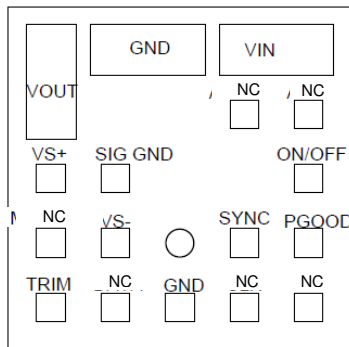 GND VIN
VOUT NC NC
VS+ SIG GND ON/OFF
NC VS- SYNC PGOOD
TRIM NC GND NC NC